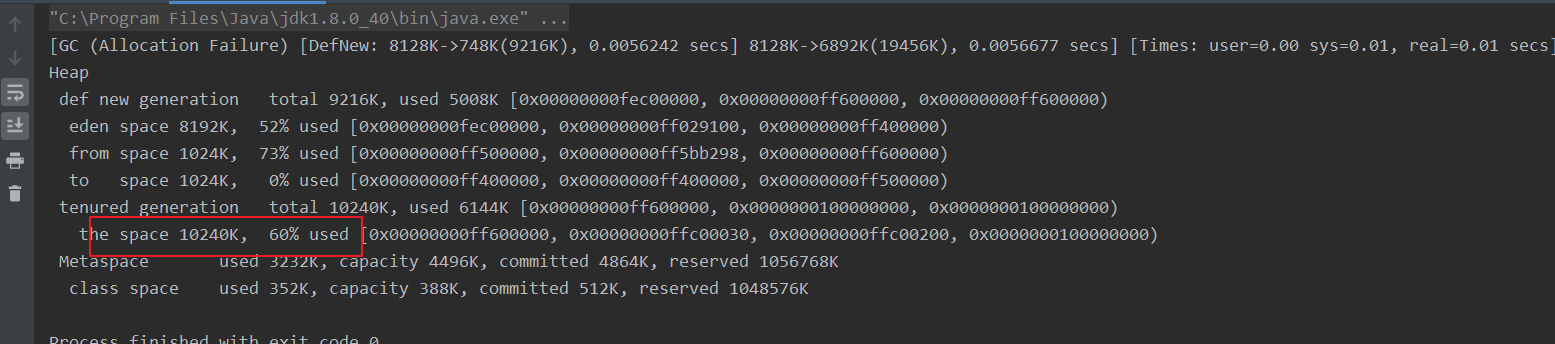 "C:\Program Files\Java\jdk1.8.0_40\bin\java.exe" ...
[GC (Allocation Failure) [DefNew: 8128K->748K(9216K), 0.0056242 secs] 8128K->6892K(19456K), 0.0056677 secs] [Times: user=0.00 sys=0.01, real=0.01 secs]
Heap
 def new generation   total 9216K, used 5008K [0x00000000fec00000, 0x00000000ff600000, 0x00000000ff600000)
  eden space 8192K,  52% used [0x00000000fec00000, 0x00000000ff029100, 0x00000000ff400000)
  from space 1024K,  73% used [0x00000000ff500000, 0x00000000ff5bb298, 0x00000000ff600000)
  to   space 1024K,   0% used [0x00000000ff400000, 0x00000000ff400000, 0x00000000ff500000)
 tenured generation   total 10240K, used 6144K [0x00000000ff600000, 0x0000000100000000, 0x0000000100000000)
   the space 10240K,  60% used [0x00000000ff600000, 0x00000000ffc00030, 0x00000000ffc00200, 0x0000000100000000)
 Metaspace       used 3232K, capacity 4496K, committed 4864K, reserved 1056768K
  class space    used 352K, capacity 388K, committed 512K, reserved 1048576K
Process finished with exit code 0